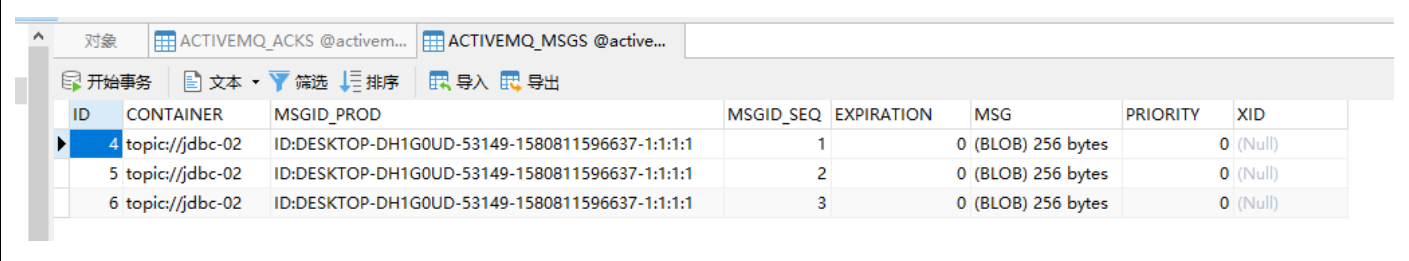 对象 ACTIVEMQ_ACKS @activem... ACTIVEMQ_MSGS @active...
开始事务 文本 筛选 排序 导入 导出
ID CONTAINER MSGID_PROD MSGID_SEQ EXPIRATION MSG PRIORITY XID
4 topic://jdbc-02 ID:DESKTOP-DH1G0UD-53149-1580811596637-1:1:1:1 1 0 (BLOB) 256 bytes 0 (Null)
5 topic://jdbc-02 ID:DESKTOP-DH1G0UD-53149-1580811596637-1:1:1:1 2 0 (BLOB) 256 bytes 0 (Null)
6 topic://jdbc-02 ID:DESKTOP-DH1G0UD-53149-1580811596637-1:1:1:1 3 0 (BLOB) 256 bytes 0 (Null)